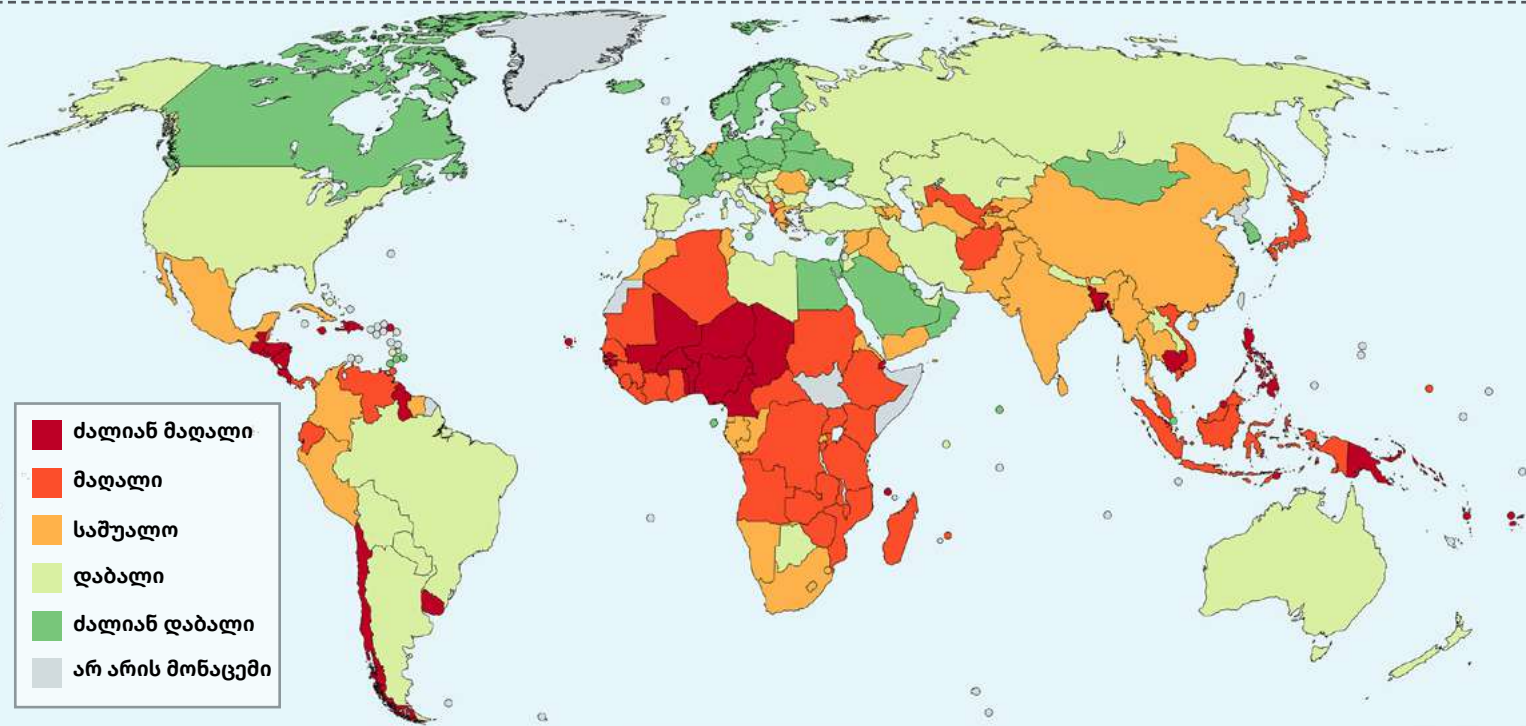 ძალიან მაღალი
მაღალი
საშუალო
დაბალი
ძალიან დაბალი
არ არის მონაცემი